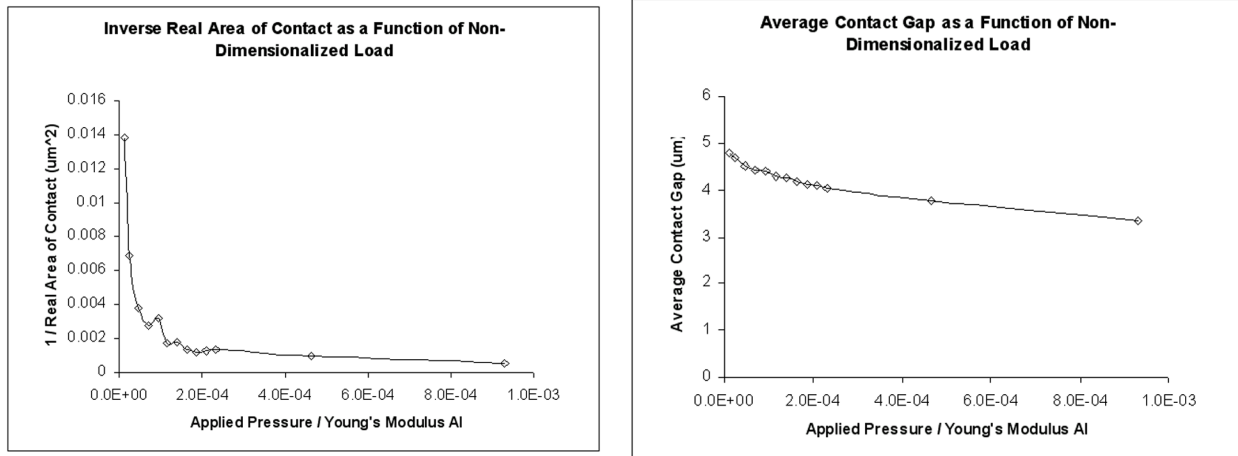 Inverse Real Area of Contact as a Function of Non-
Dimensionalized Load
1 / Real Area of Contact (um^2)
0.016
0.014
0.012
0.01
0.008
0.006
0.004
0.002
0
0.0E+00 2.0E-04 4.0E-04 6.0E-04 8.0E-04 1.0E-03
Applied Pressure / Young's Modulus Al
Average Contact Gap as a Function of Non-
Dimensionalized Load
Average Contact Gap (um)
6
5
4
3
2
1
0
0.0E+00 2.0E-04 4.0E-04 6.0E-04 8.0E-04 1.0E-03
Applied Pressure / Young's Modulus Al